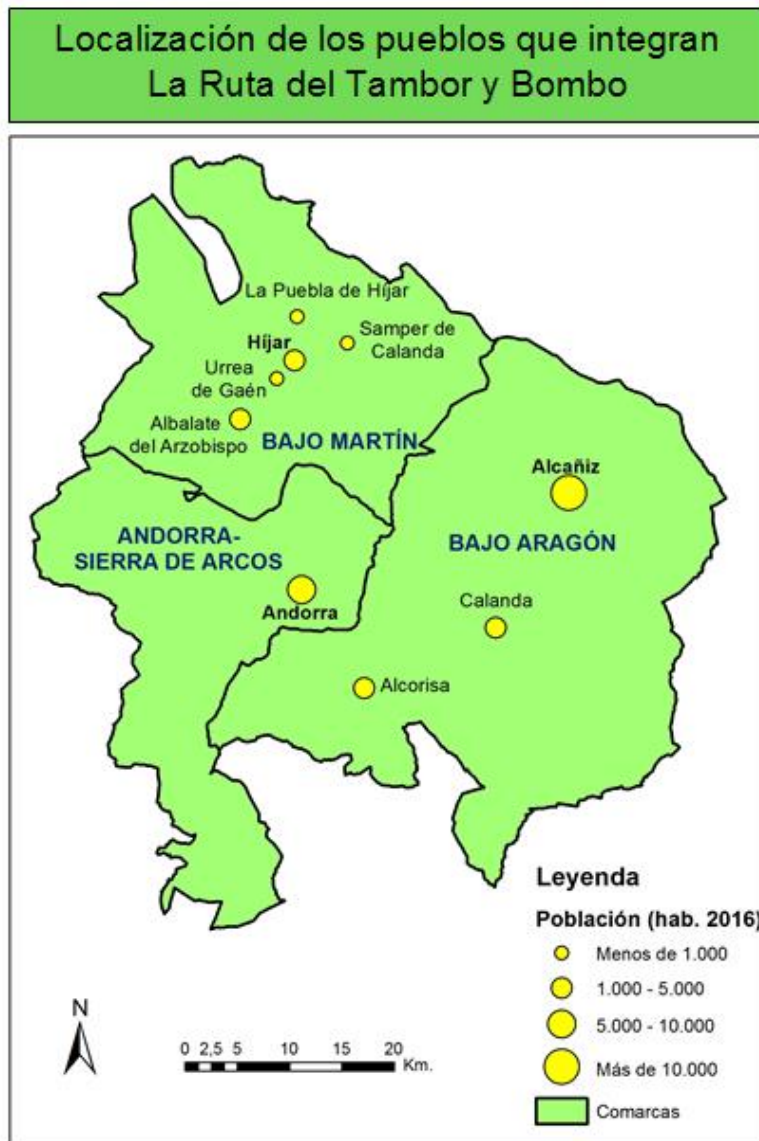 Localización de los pueblos que integran
La Ruta del Tambor y Bombo
La Puebla de Híjar
Samper de
Calanda
Híjar
Urrea
de Gaén
Albalate
del Arzobispo
BAJO MARTÍN
Alcañiz
ANDORRA-
SIERRA DE ARCOS
BAJO ARAGÓN
Andorra
Calanda
Alcorisa
Leyenda
Población (hab. 2016)
Menos de 1.000
1.000 - 5.000
5.000 - 10.000
Más de 10.000
Comarcas
N
0 2,5 5 10 15 20
Km.